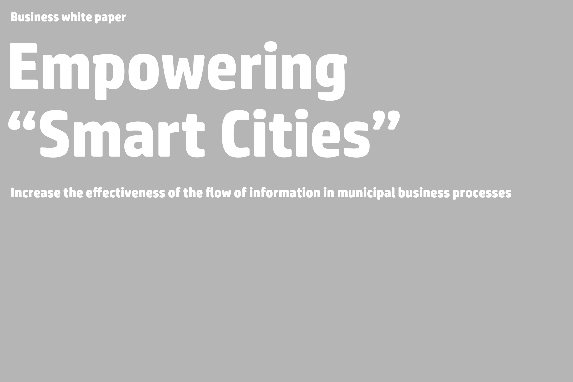 Business white paper
Empowering
“Smart Cities”
Increase the effectiveness of the flow of information in municipal business processes